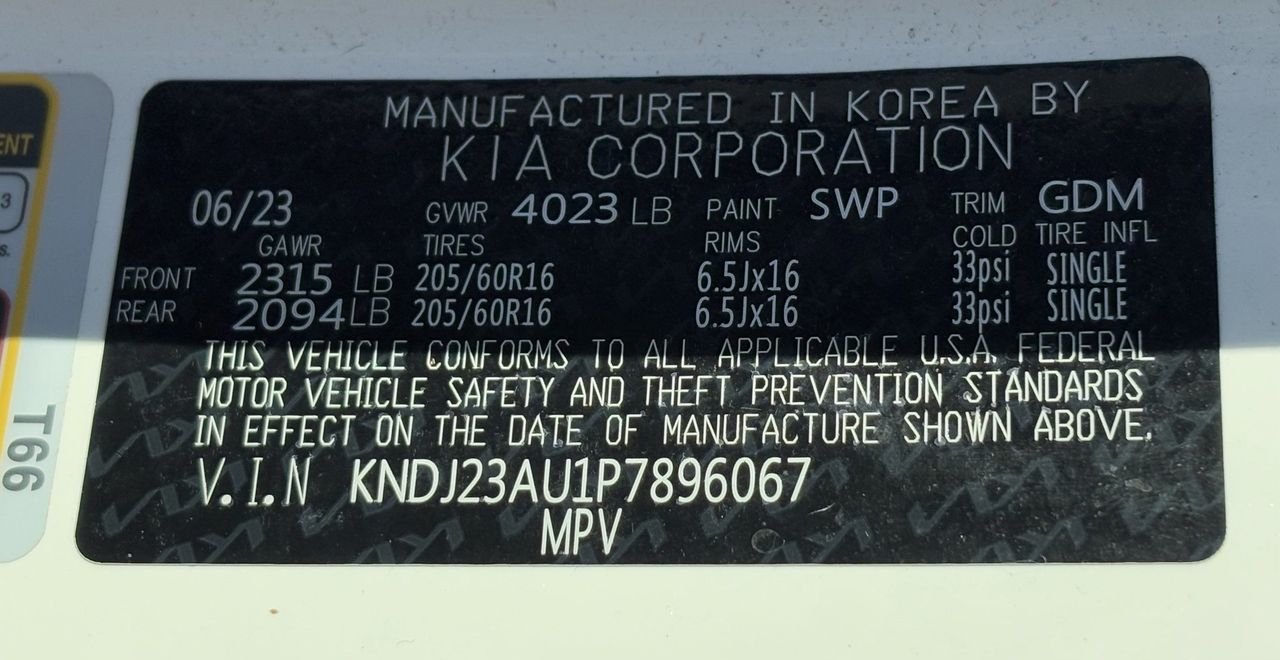 MANUFACTURED IN KOREA BY
KIA CORPORATION
06/23 GVWR 4023 LB PAINT SWP TRIM GDM
GAWR TIRES RIMS COLD TIRE INFL
FRONT 2315 LB 205/60R16 6.5Jx16 33psi SINGLE
REAR 2094 LB 205/60R16 6.5Jx16 33psi SINGLE
THIS VEHICLE CONFORMS TO ALL APPLICABLE U.S.A. FEDERAL
MOTOR VEHICLE SAFETY AND THEFT PREVENTION STANDARDS
IN EFFECT ON THE DATE OF MANUFACTURE SHOWN ABOVE.
V.I.N KNDJ23AU1P7896067
MPV
3
T66